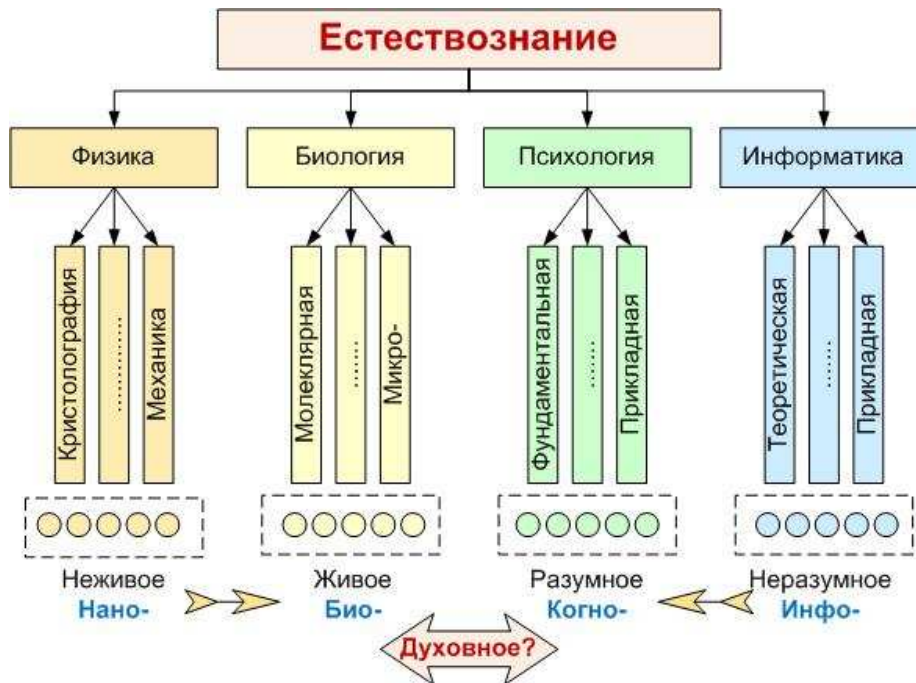 Естествознание
Физика
Биология
Психология
Информатика
Кристолография
............
Механика
Молеклярная
.......
Микро-
Фундаментальная
.......
Прикладная
Теоретическая
.......
Прикладная
Неживое
Живое
Разумное
Неразумное
Нано-
Био-
Когно-
Инфо-
Духовное?